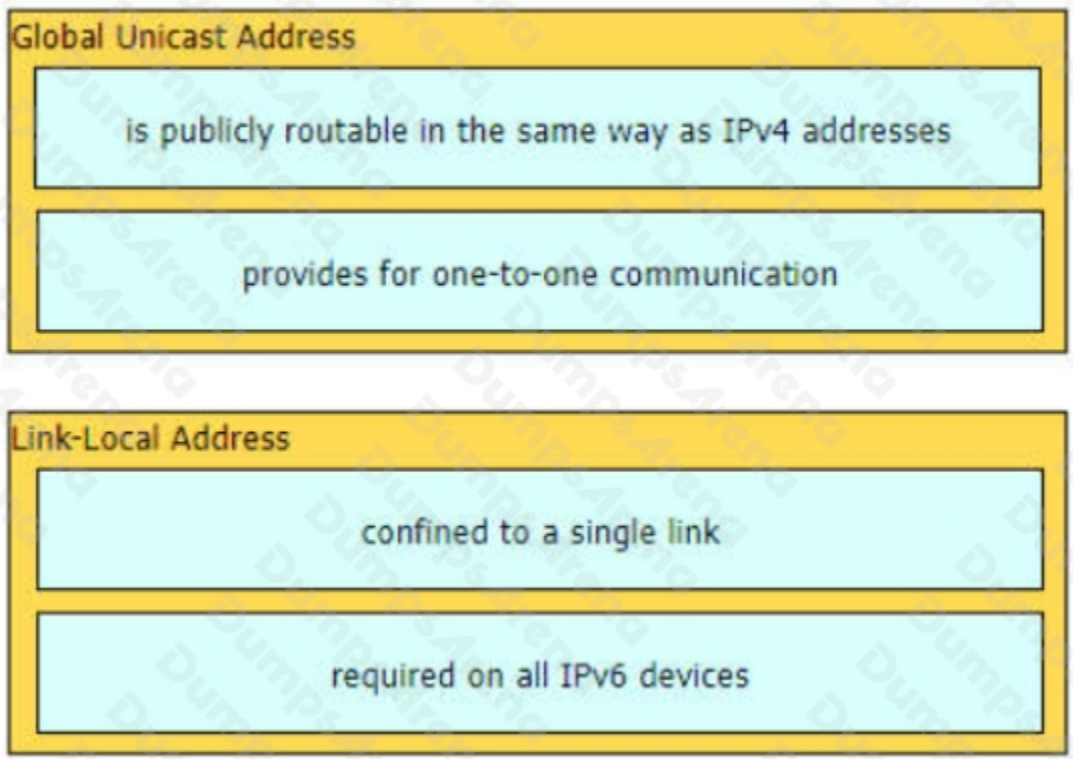 Global Unicast Address
is publicly routable in the same way as IPv4 addresses
provides for one-to-one communication
Link-Local Address
confined to a single link
required on all IPv6 devices
DumpsArena